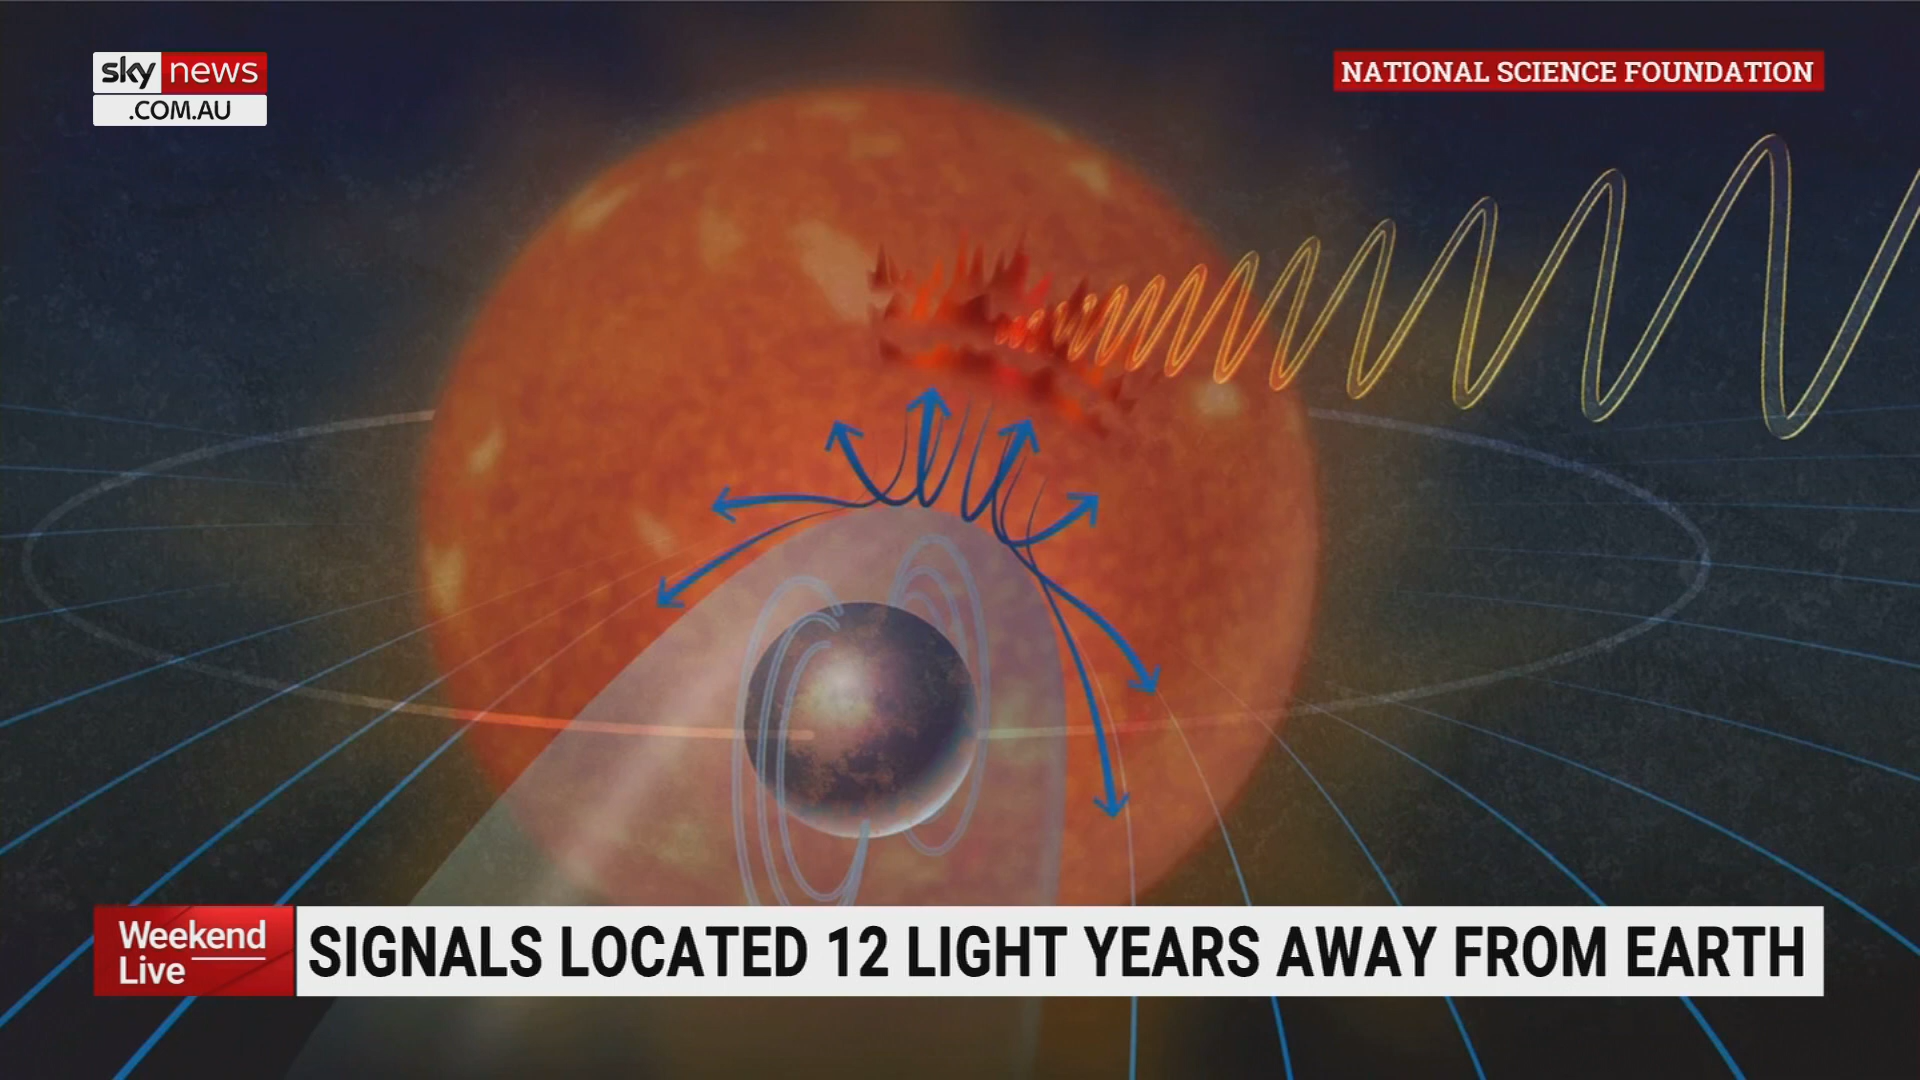 sky news
.COM.AU
NATIONAL SCIENCE FOUNDATION
Weekend
Live
SIGNALS LOCATED 12 LIGHT YEARS AWAY FROM EARTH